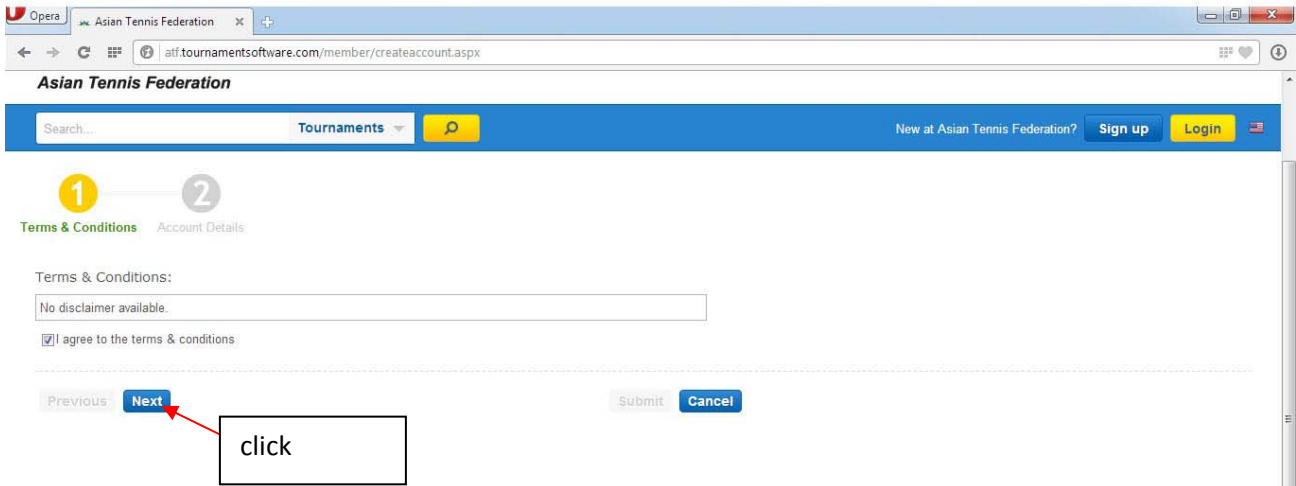 Opera
Asian Tennis Federation
atf.tournamentsoftware.com/member/createaccount.aspx
Asian Tennis Federation
Search... Tournaments New at Asian Tennis Federation? Sign up Login
1 2
Terms & Conditions Account Details
Terms & Conditions:
No disclaimer available.
I agree to the terms & conditions
Previous Next Submit Cancel
click